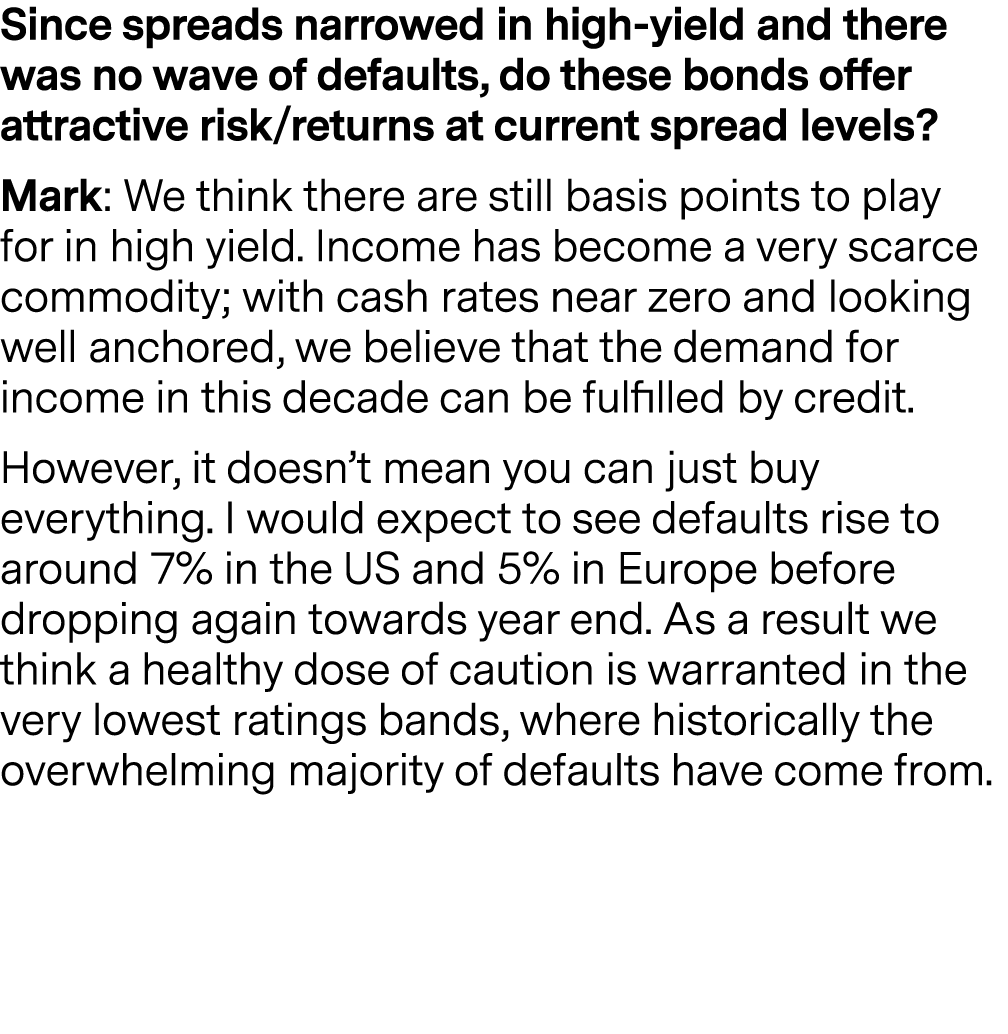 Since spreads narrowed in high-yield and there
was no wave of defaults, do these bonds offer
attractive risk/returns at current spread levels?
Mark: We think there are still basis points to play
for in high yield. Income has become a very scarce
commodity; with cash rates near zero and looking
well anchored, we believe that the demand for
income in this decade can be fulfilled by credit.
However, it doesn’t mean you can just buy
everything. I would expect to see defaults rise to
around 7% in the US and 5% in Europe before
dropping again towards year end. As a result we
think a healthy dose of caution is warranted in the
very lowest ratings bands, where historically the
overwhelming majority of defaults have come from.